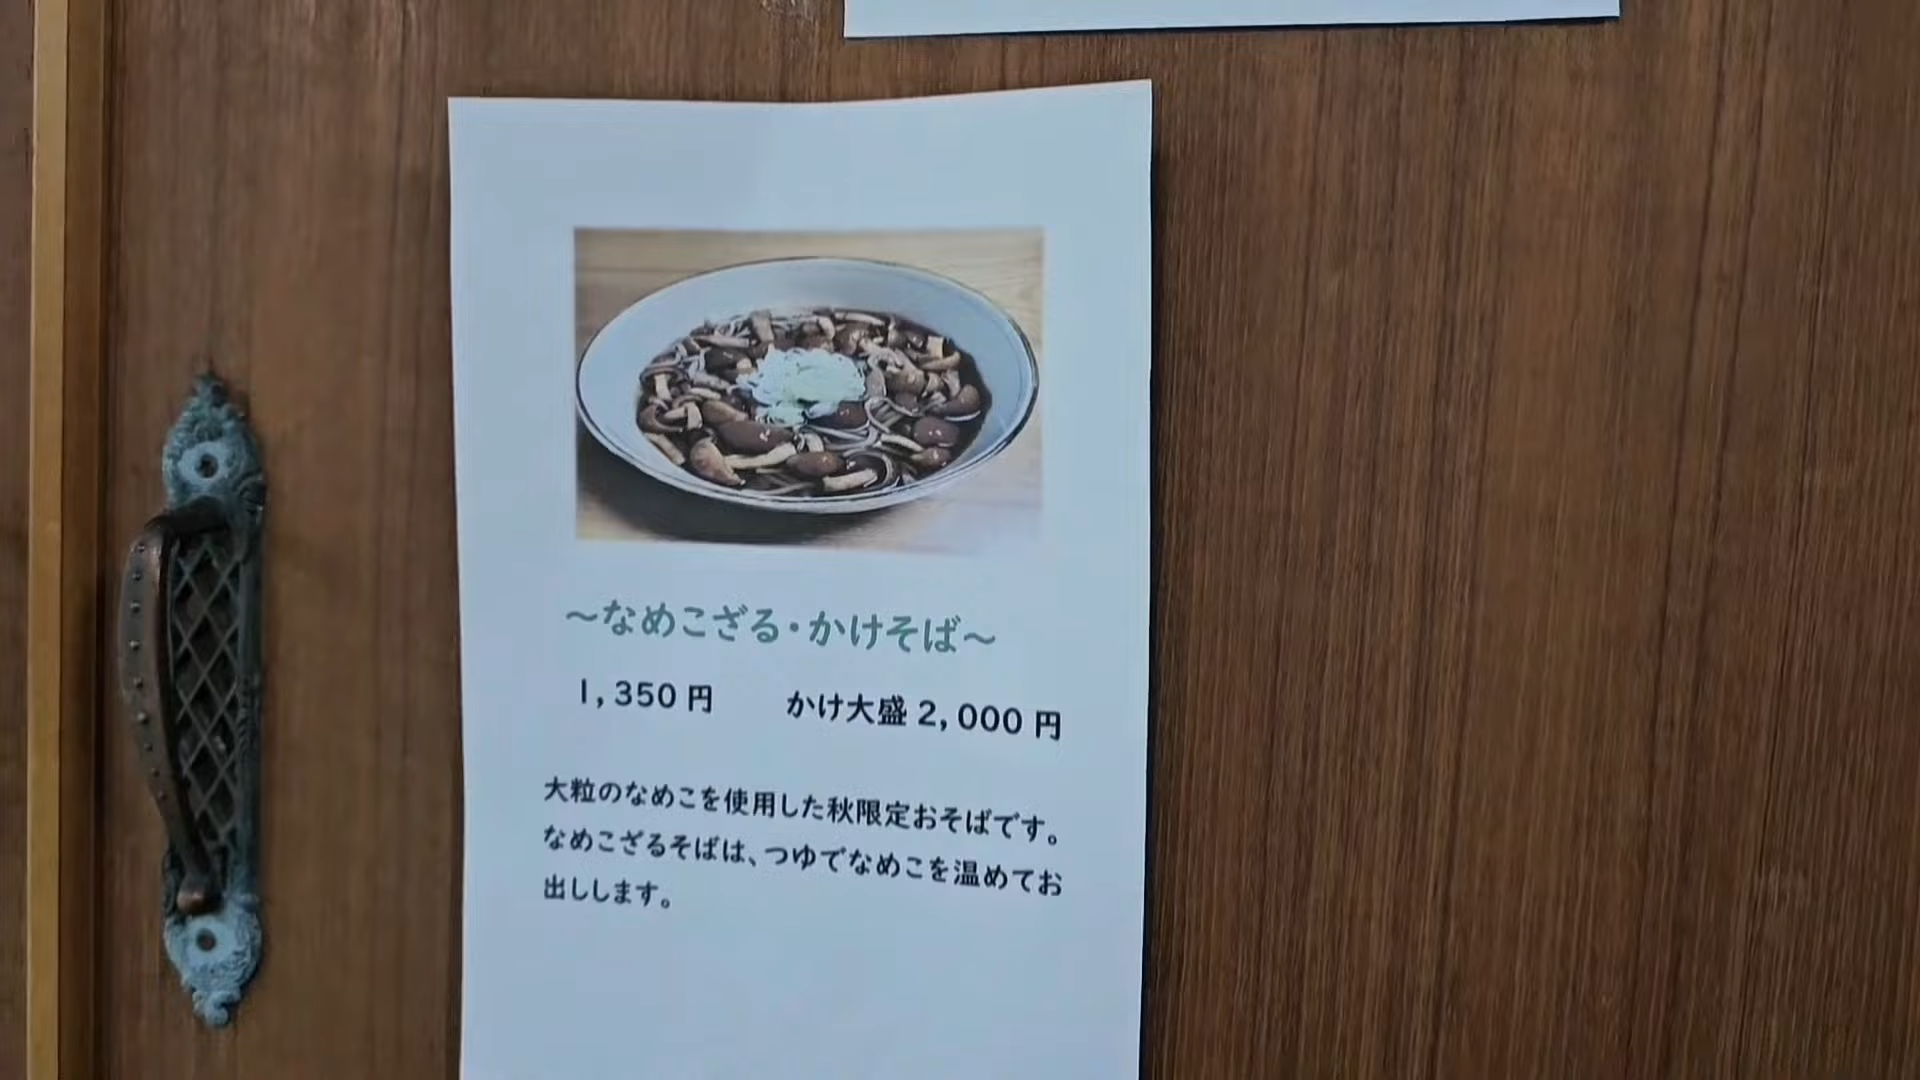 ～なめこざる・かけそば～
1,350円　かけ大盛2,000円
大粒のなめこを使用した秋限定おそばです。
なめこざるそばは、つゆでなめこを温めてお
出しします。